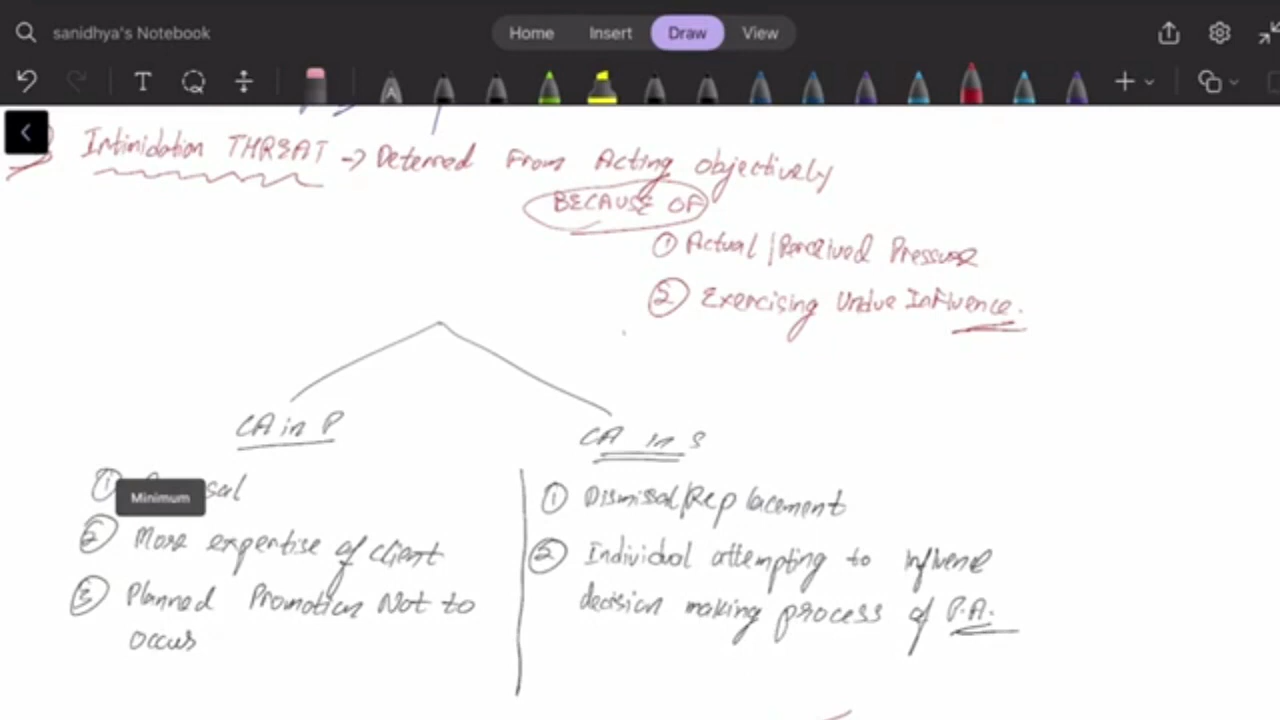 sanidhya's Notebook
Home Insert Draw View
Intimidation THREAT -> Deterred From Acting Objectively
BECAUSE OF
① Actual/Perceived Pressure
② Exercising Undue Influence.
CA in P
CA in S
①
Minimum
② More expertise of client
③ Planned Promotion Not to
occur
① Dismissal/Replacement
② Individual attempting to influence
decision making process of P.A.